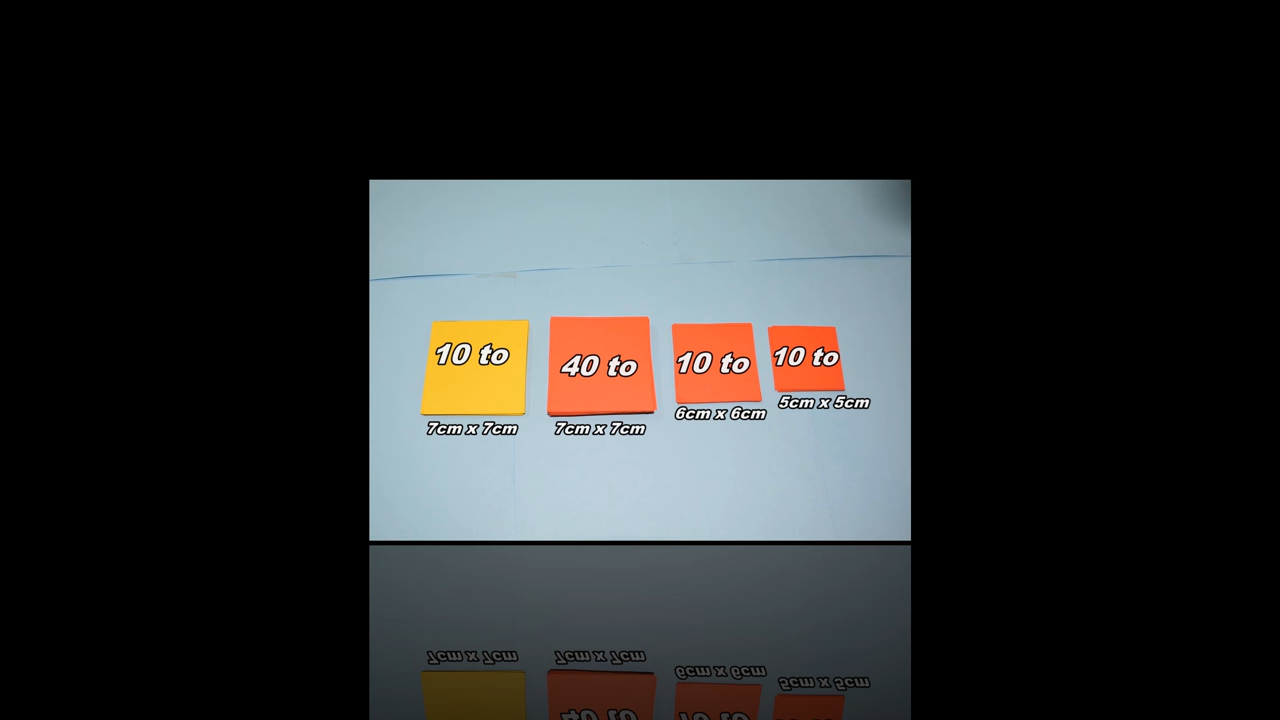 10 to
40 to
10 to
10 to
7cm x 7cm
7cm x 7cm
6cm x 6cm
5cm x 5cm